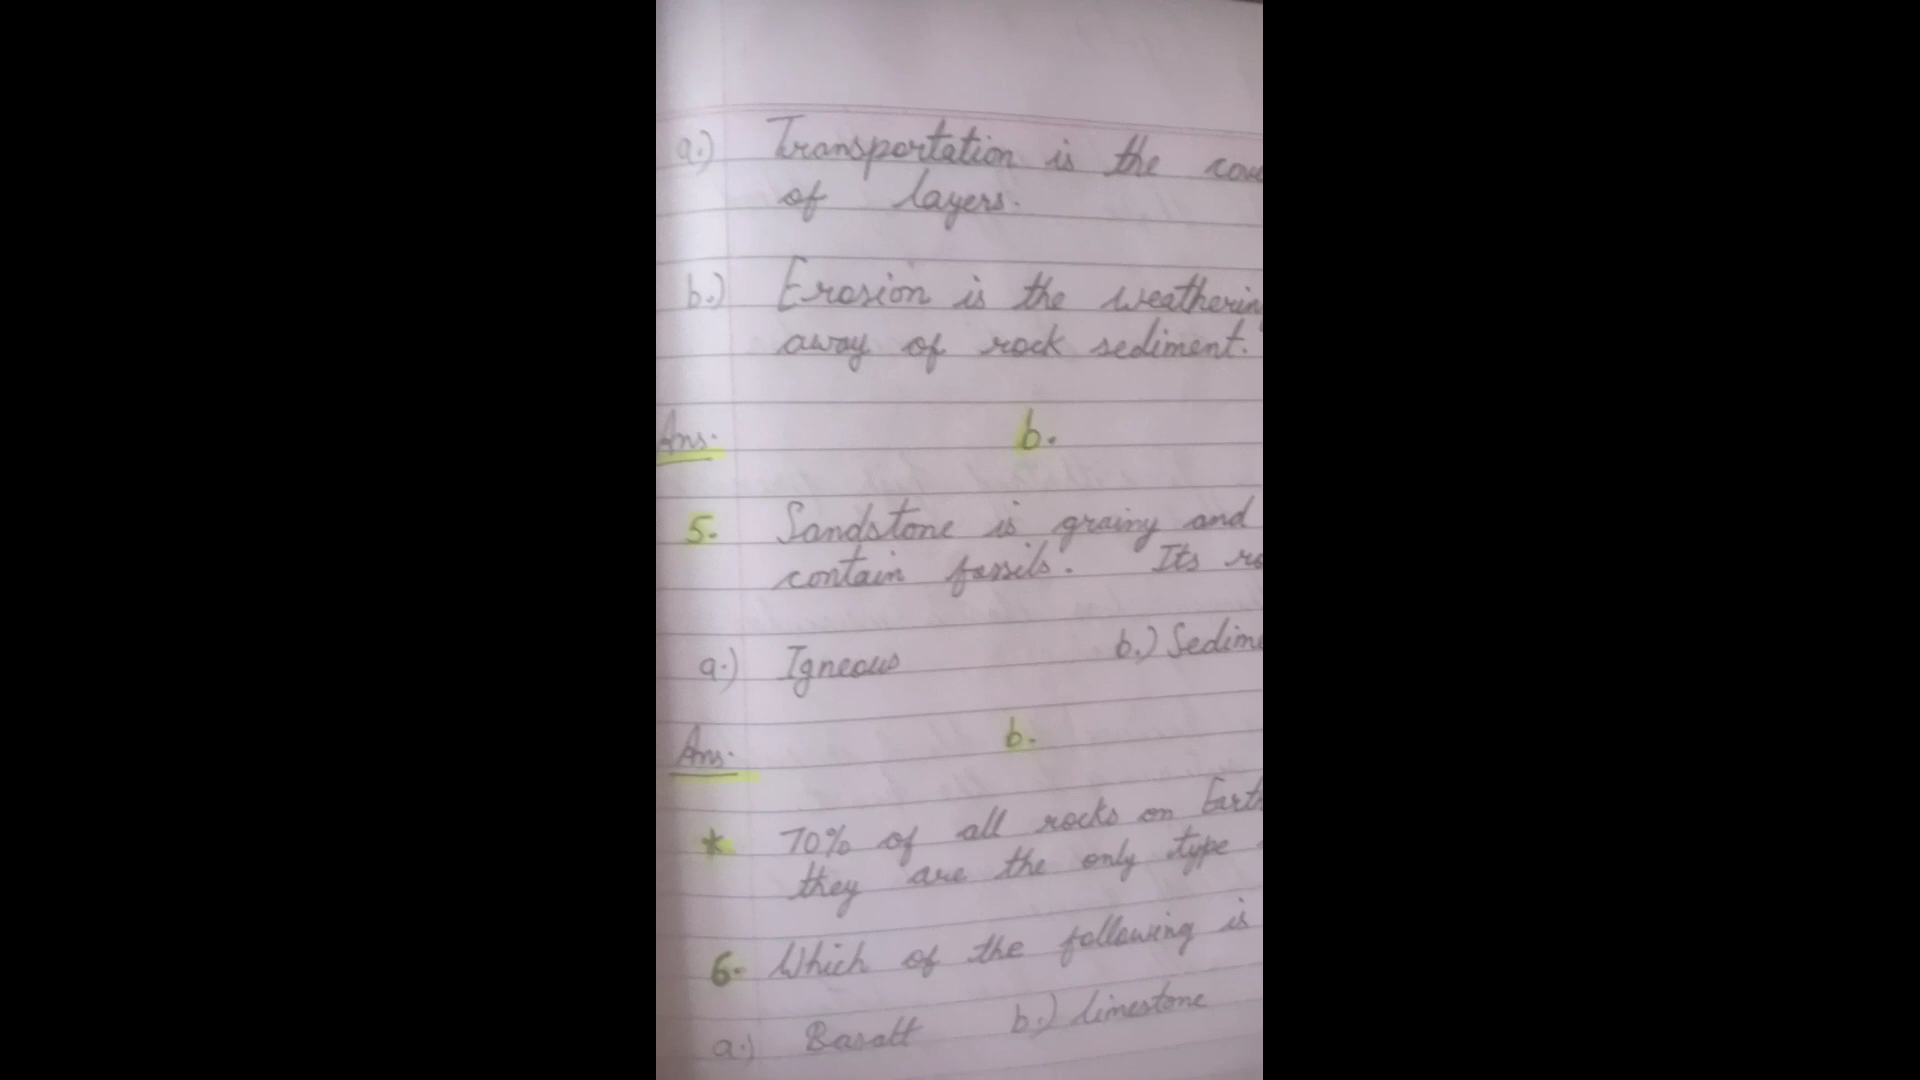 a.) Transportation is the
of layers.
b.) Erosion is the
away of rock sediment.
Ans. b.
5. Sandstone is grainy and
contain fossils. Its
a.) Igneous b.)
Ans. b.
* 70% of all rocks on
they are the only type
6. Which of the following is
a.) Basalt b.) limestone